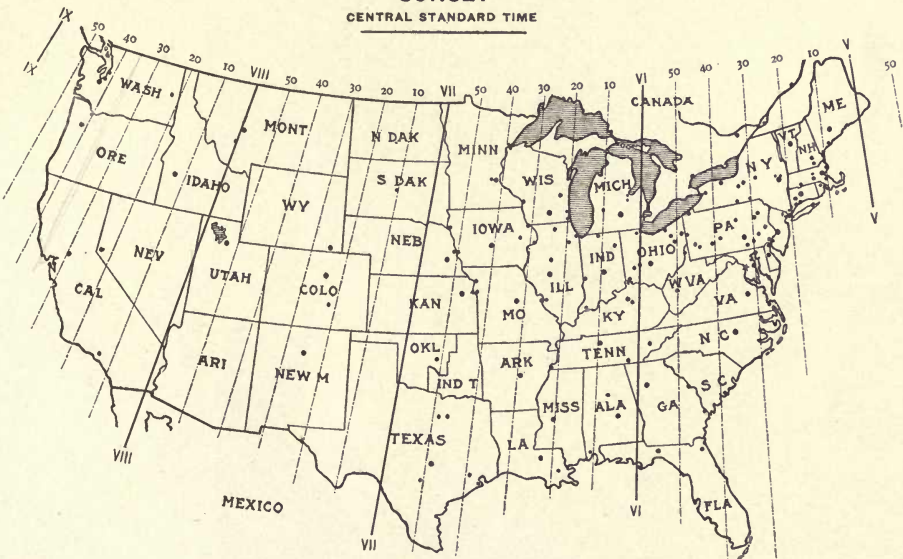 CENTRAL STANDARD TIME
IX
IX
50
40
30
20
10
VIII
50
40
30
20
10
VII
50
40
30
20
10
VI
50
40
30
20
10
V
50
CANADA
WASH
MONT
N DAK
MINN
ME
VT
NH
NY
ORE
IDAHO
S DAK
WIS
MICH
WY
IOWA
PA
V
NEB
NEV
UTAH
COLO
ILL
IND
OHIO
W VA
CAL
KAN
MO
KY
VA
ARI
NEW M
OKL
IND T
ARK
TENN
N C
S C
MISS
ALA
GA
TEXAS
LA
VIII
MEXICO
VII
VI
FLA